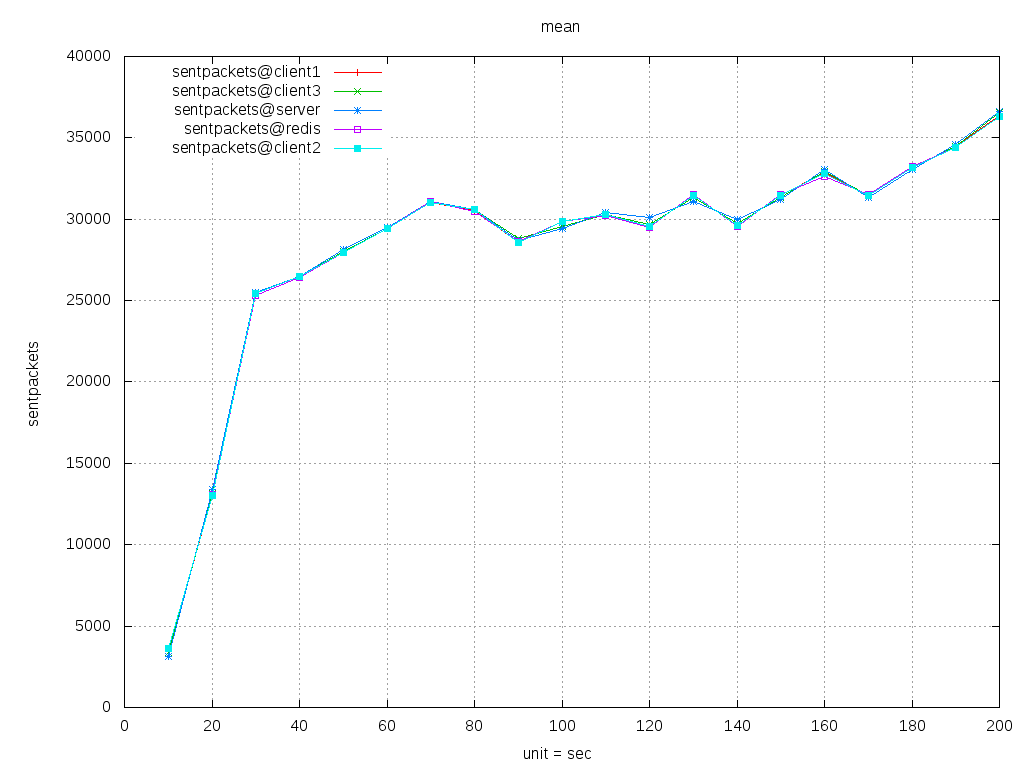 mean
sentpackets@client1
sentpackets@client3
sentpackets@server
sentpackets@redis
sentpackets@client2
40000
35000
30000
25000
20000
15000
10000
5000
0
sentpackets
0 20 40 60 80 100 120 140 160 180 200
unit = sec